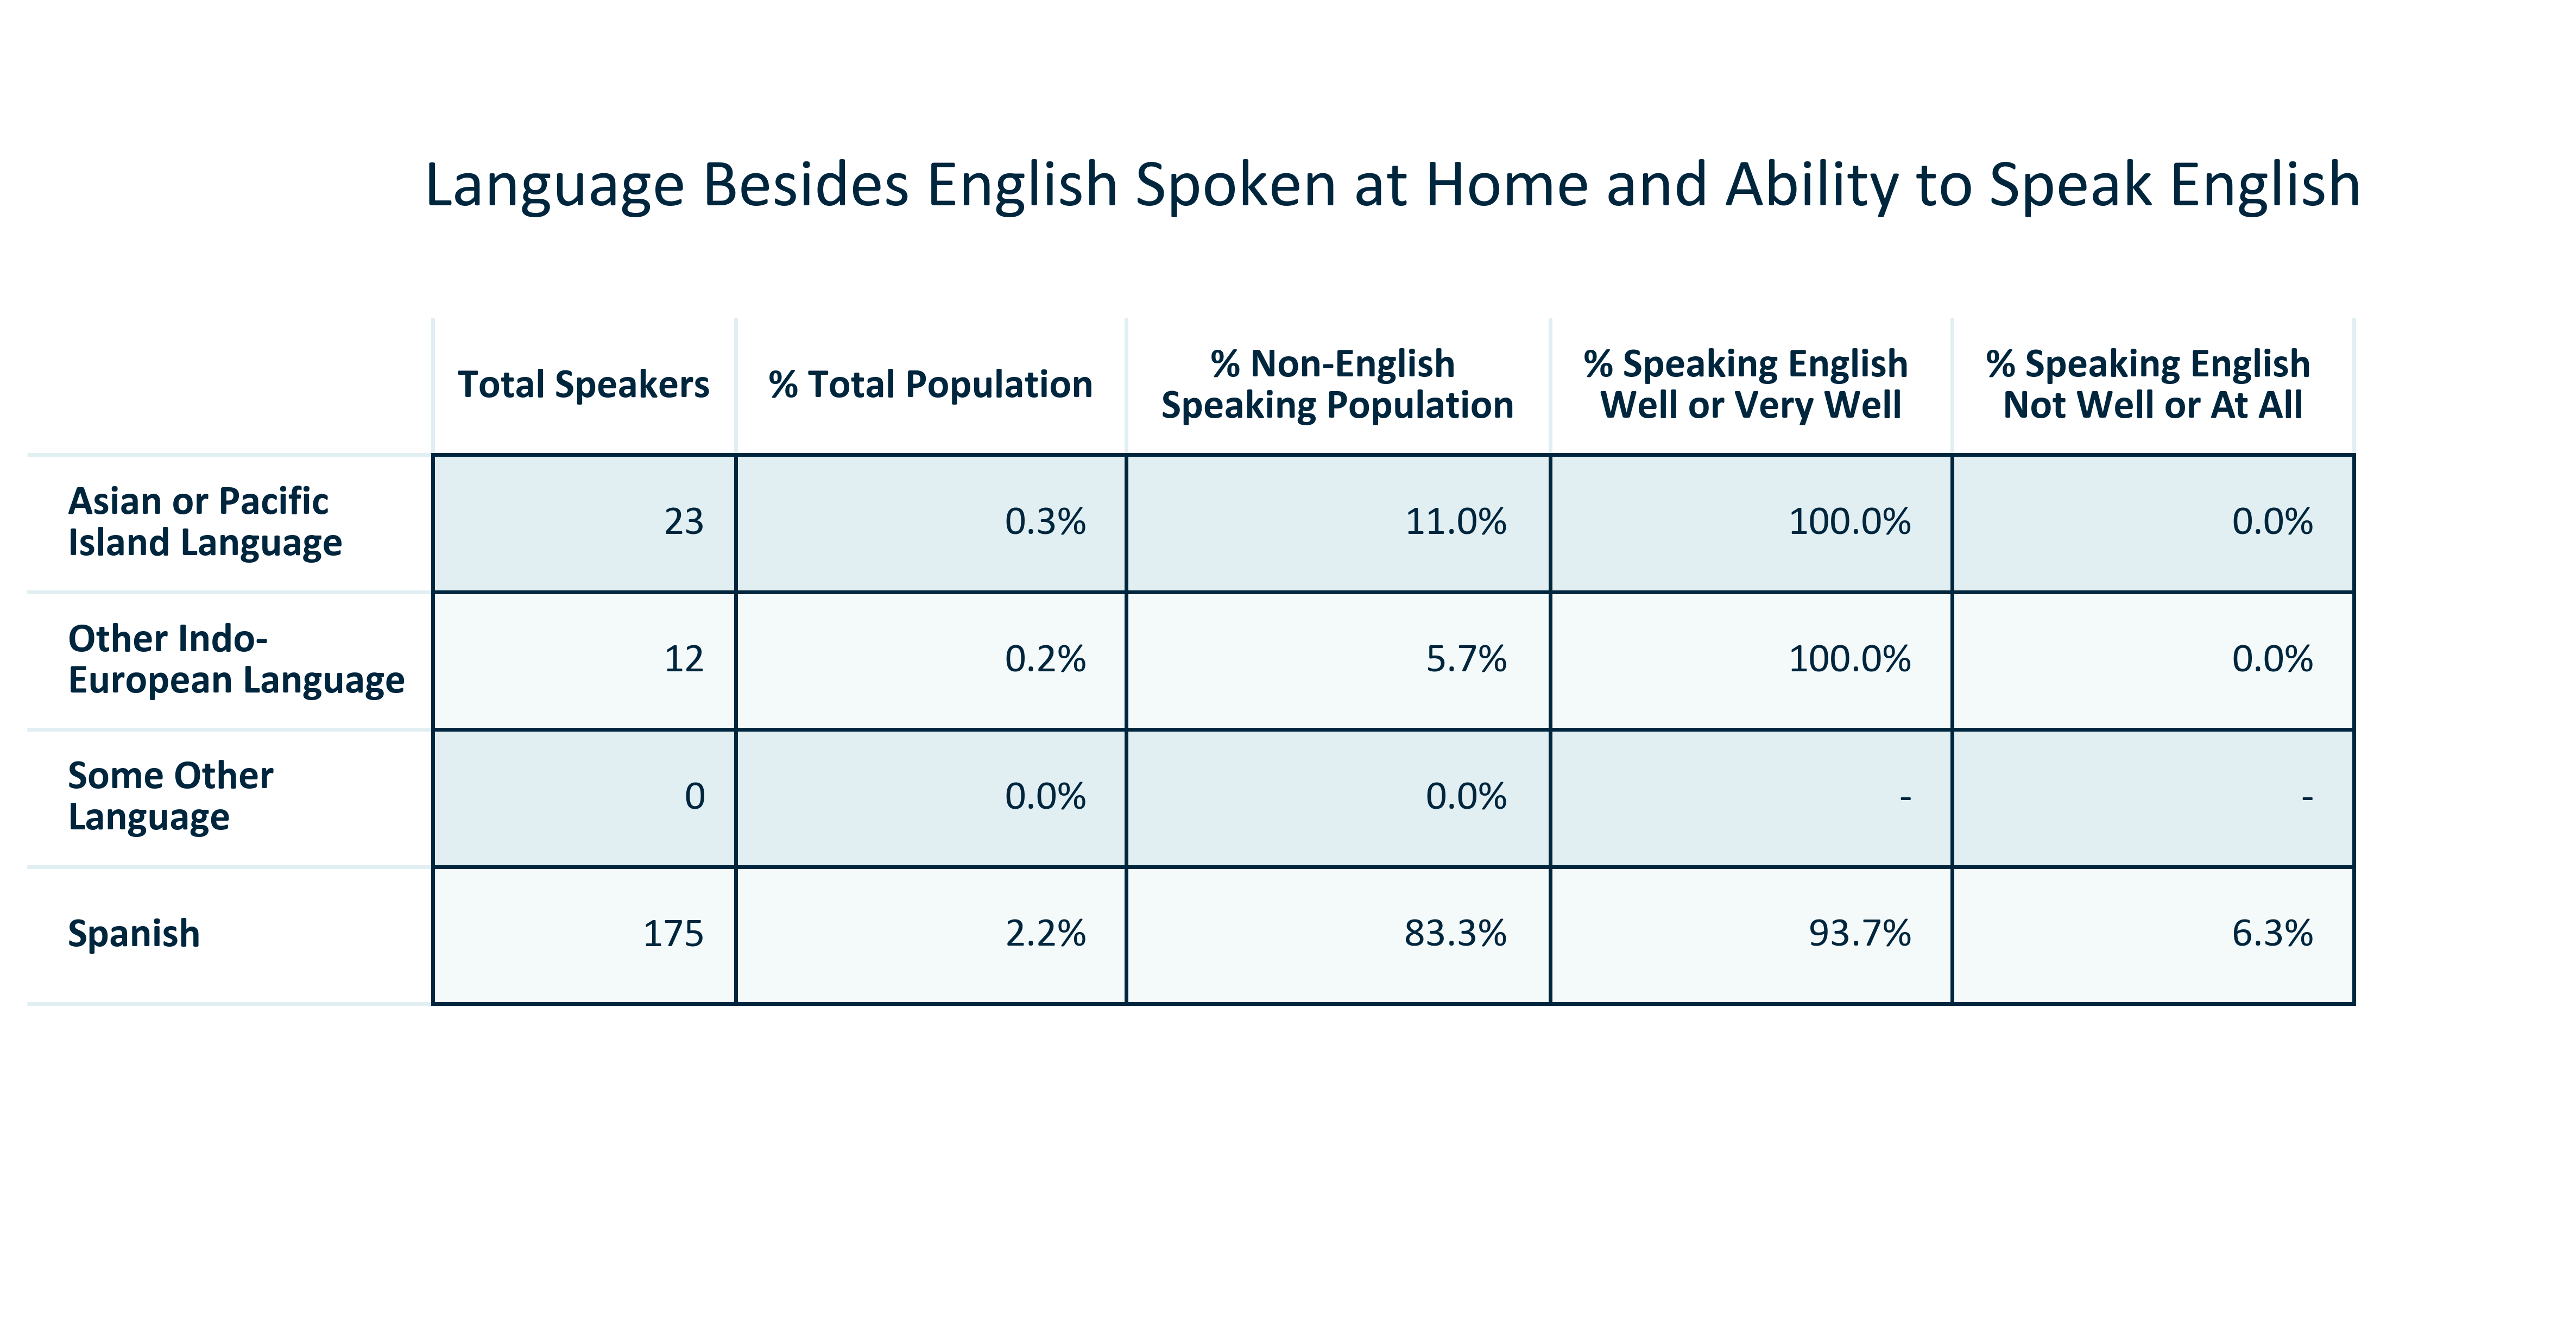 Language Besides English Spoken at Home and Ability to Speak English
Total Speakers
% Total Population
% Non-English
Speaking Population
% Speaking English
Well or Very Well
% Speaking English
Not Well or At All
Asian or Pacific
Island Language
23
0.3%
11.0%
100.0%
0.0%
Other Indo-
European Language
12
0.2%
5.7%
100.0%
0.0%
Some Other
Language
0
0.0%
0.0%
-
-
Spanish
175
2.2%
83.3%
93.7%
6.3%